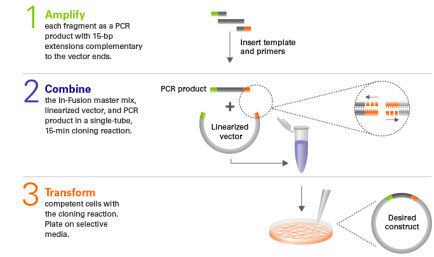 1 Amplify
each fragment as a PCR
product with 15-bp
extensions complementary
to the vector ends.
Insert template
and primers
2 Combine
the In-Fusion master mix,
linearized vector, and PCR
product in a single-tube,
15-min cloning reaction.
PCR product
+
Linearized
vector
3 Transform
competent cells with
the cloning reaction.
Plate on selective
media.
Desired
construct